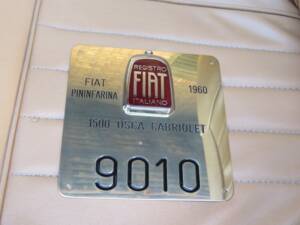 REGISTRO
FIAT
ITALIANO
FIAT
PININFARINA
1960
1500 OSCA CABRIOLET
9010